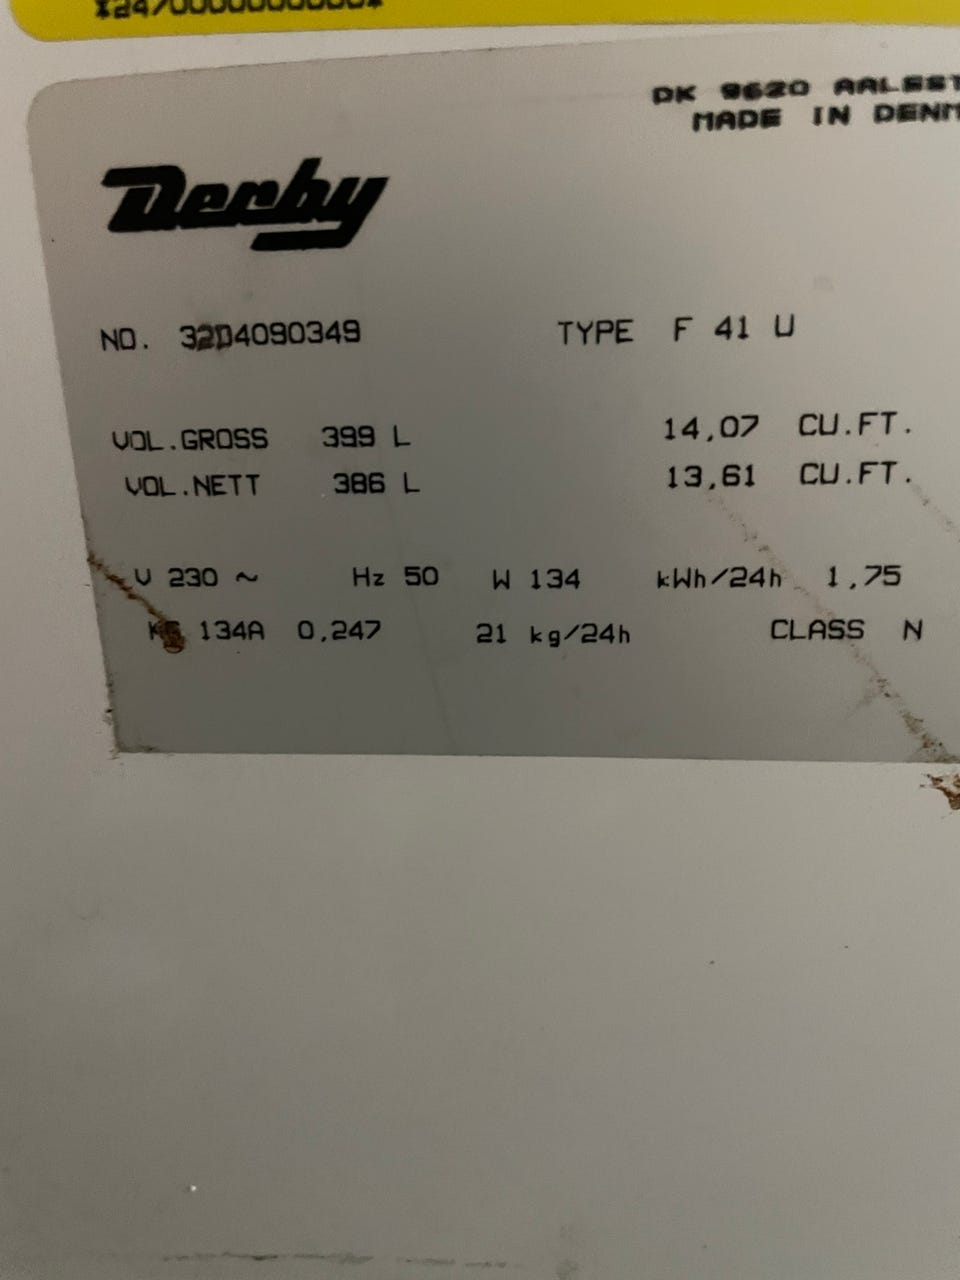 DK 9620 AALEST
MADE IN DENM
Derby
NO. 32D4090349 TYPE F 41 U
VOL.GROSS 399 L 14,07 CU.FT.
VOL.NETT 386 L 13,61 CU.FT.
V 230 ~ Hz 50 W 134 kWh/24h 1,75
KG 134A 0,247 21 kg/24h CLASS N